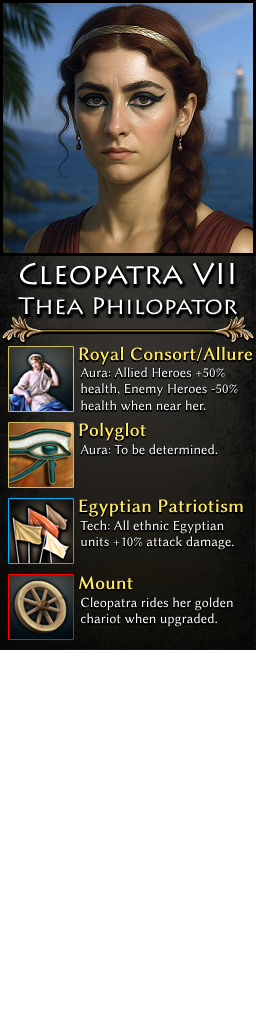 CLEOPATRA VII
THEA PHILOPATOR
Royal Consort/Allure
Aura: Allied Heroes +50%
health. Enemy Heroes -50%
health when near her.
Polyglot
Aura: To be determined.
Egyptian Patriotism
Tech: All ethnic Egyptian
units +10% attack damage.
Mount
Cleopatra rides her golden
chariot when upgraded.